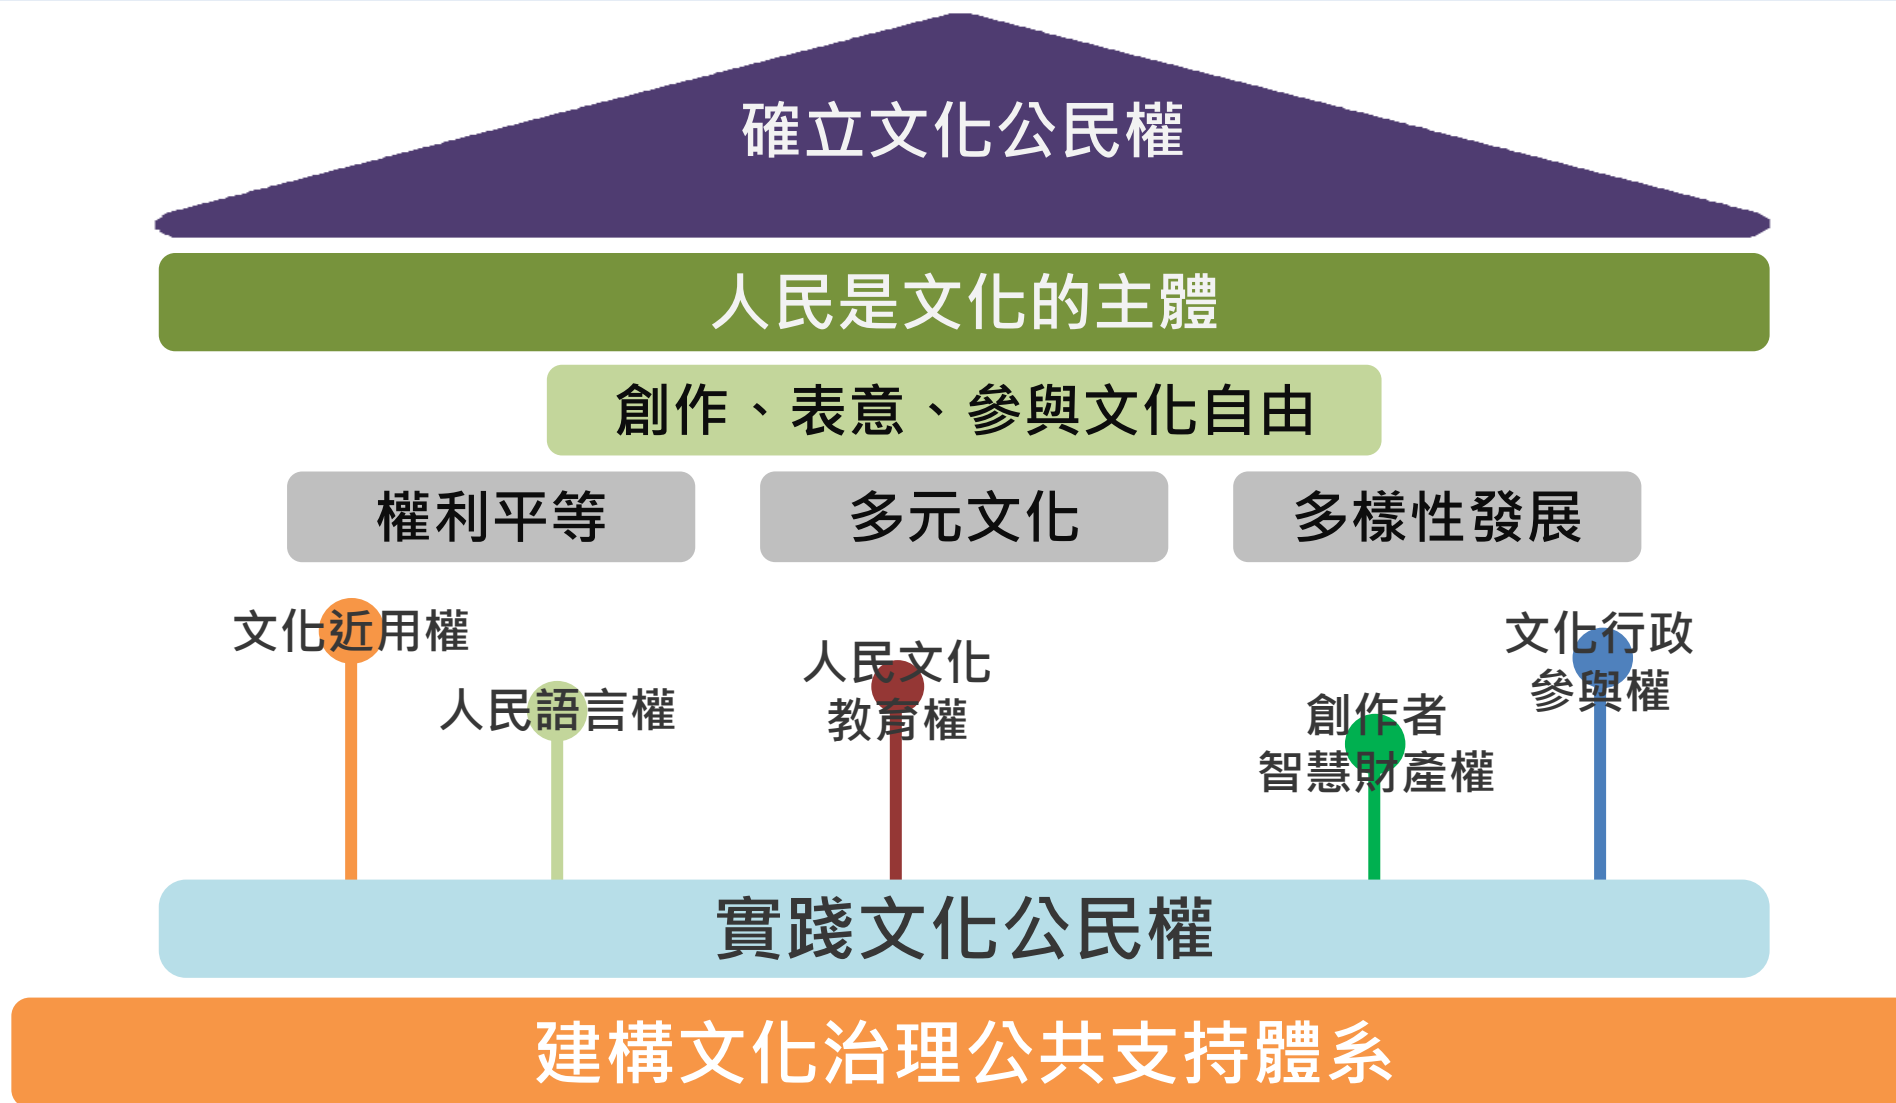 確立文化公民權
人民是文化的主體
創作、表意、參與文化自由
權利平等
多元文化
多樣性發展
文化近用權
人民語言權
人民文化
教育權
創作者
智慧財產權
文化行政
參與權
實踐文化公民權
建構文化治理公共支持體系